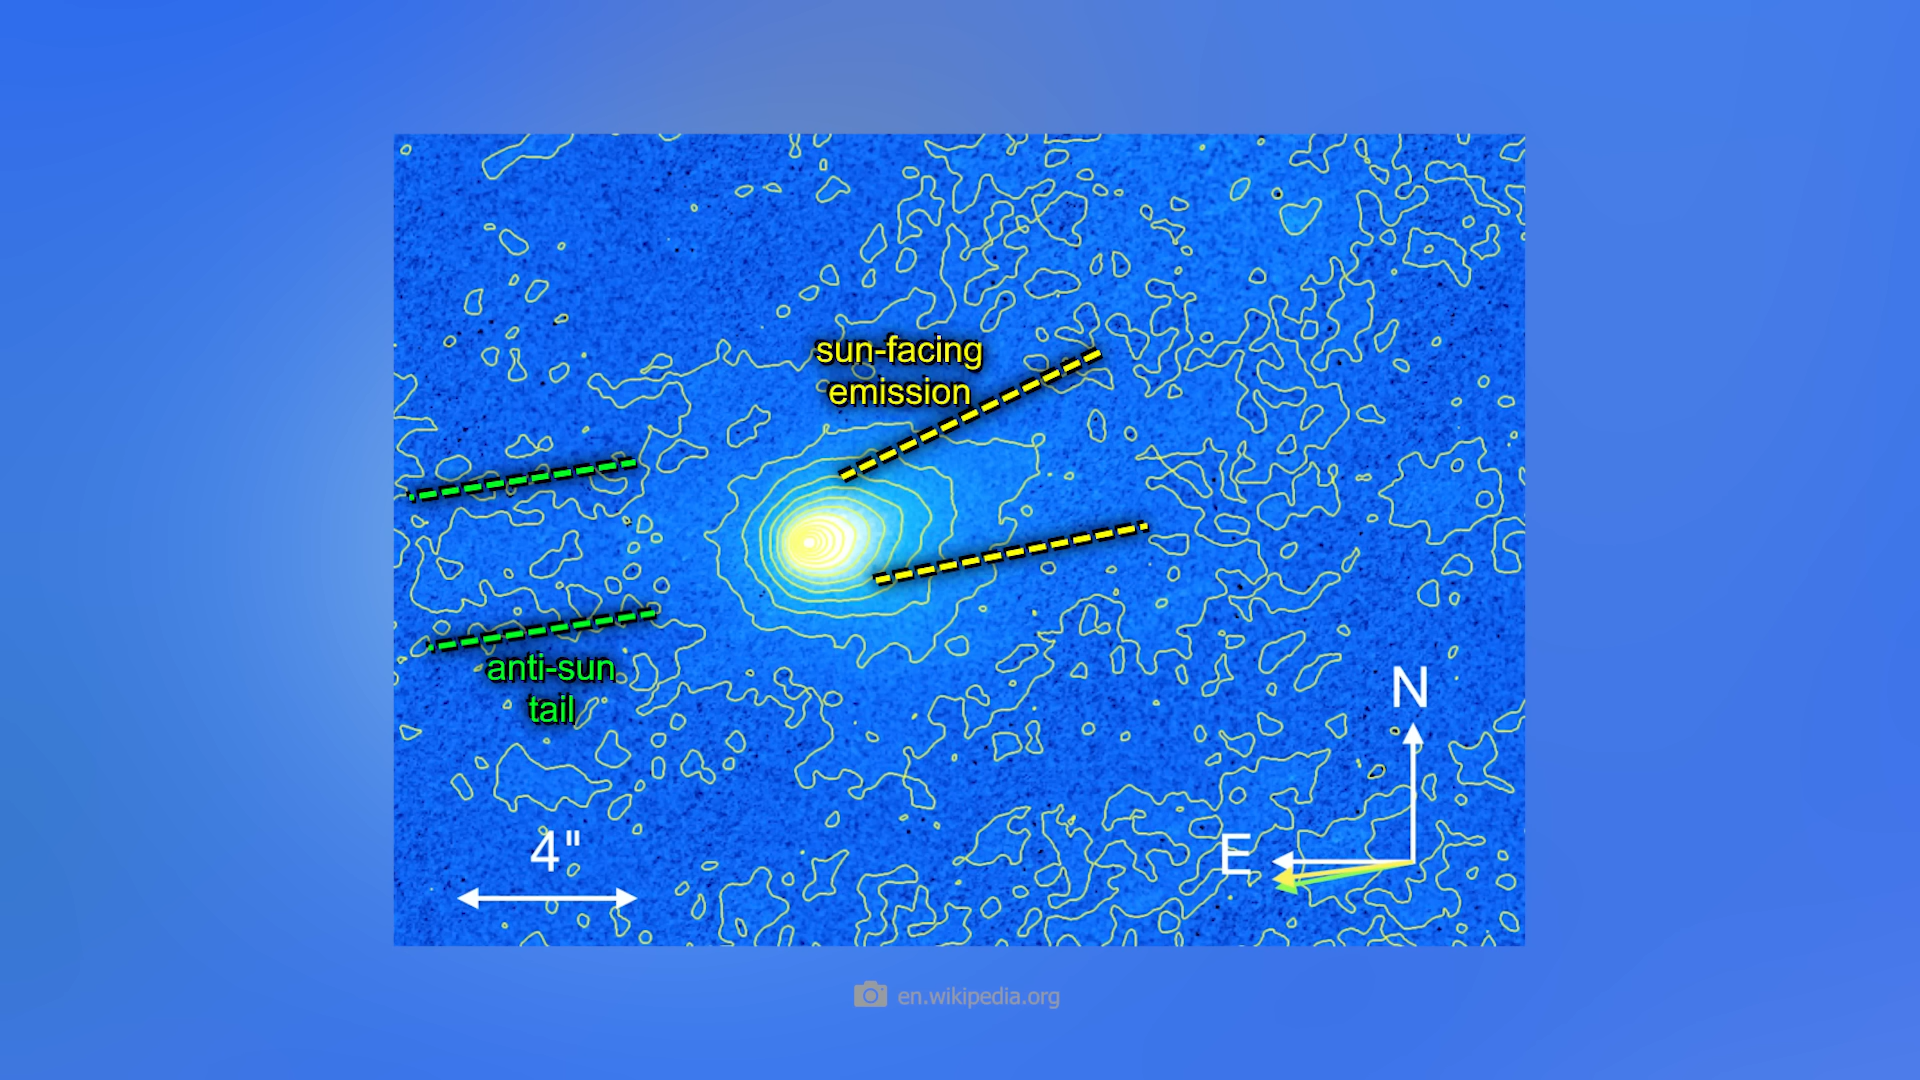 sun-facing
emission
anti-sun
tail
4"
N
E
en.wikipedia.org